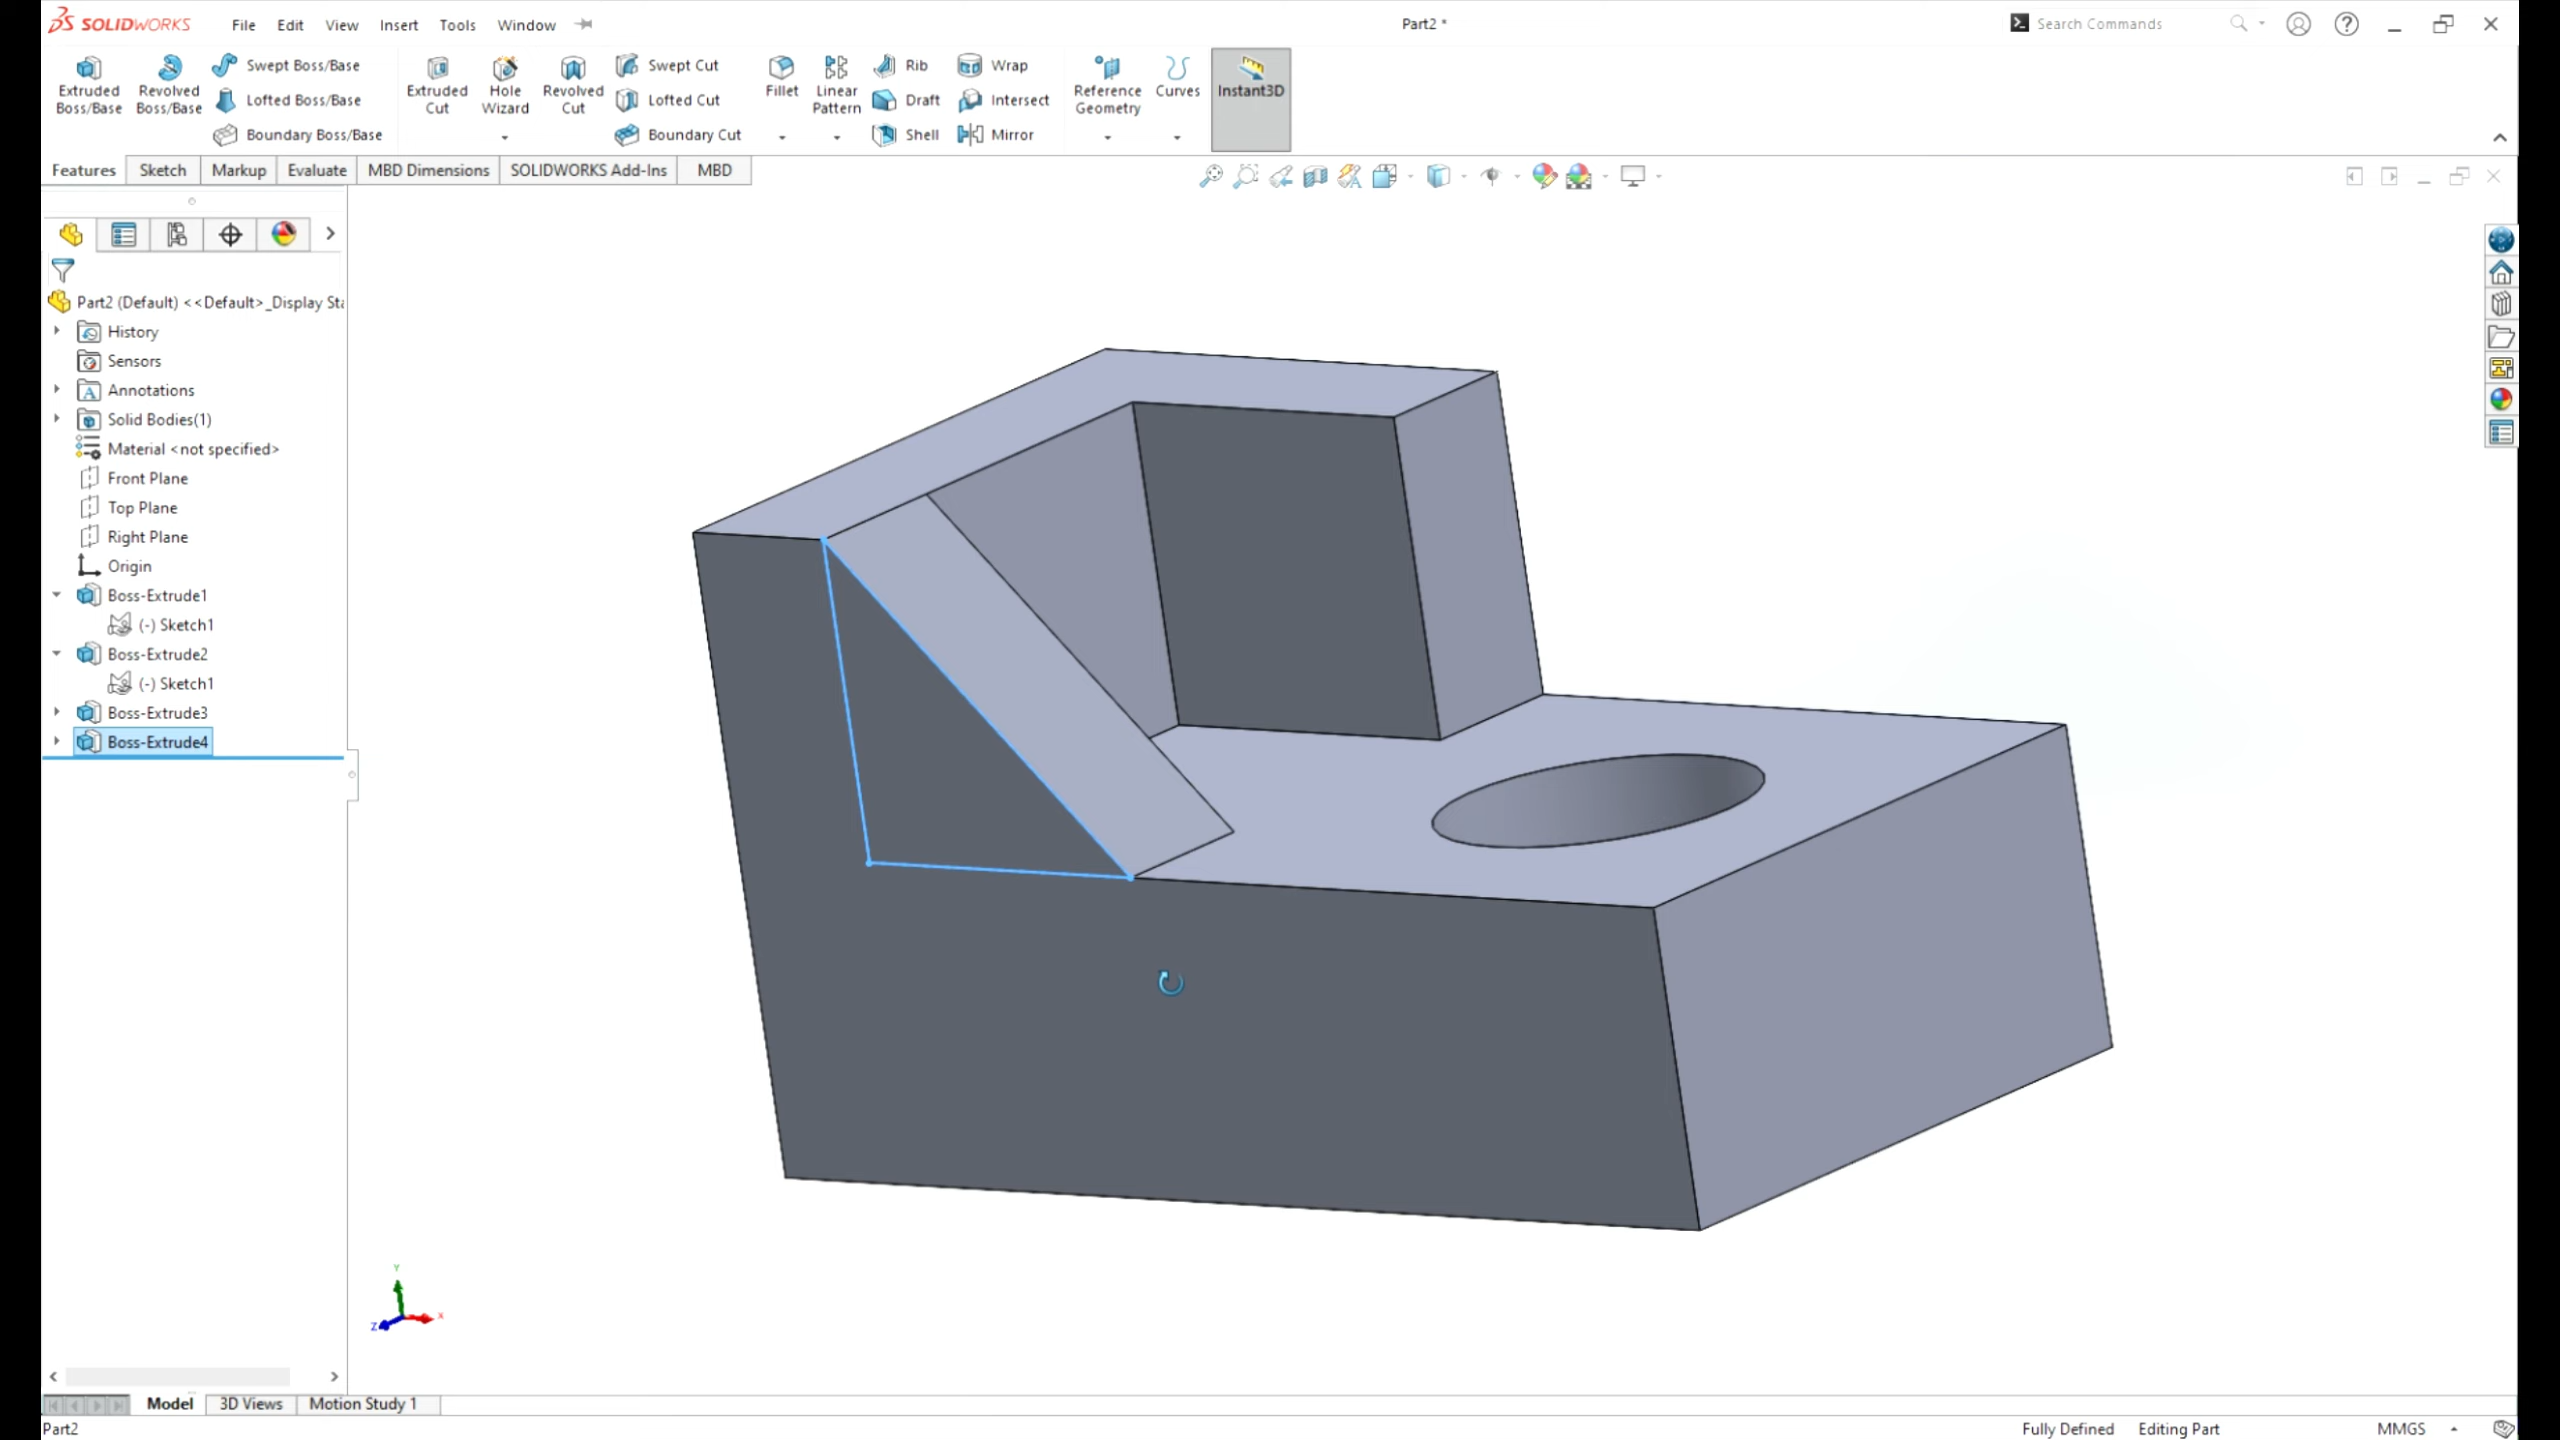 SOLIDWORKS File Edit View Insert Tools Window Part2 * Search Commands
Extruded Boss/Base
Revolved Boss/Base
Swept Boss/Base
Lofted Boss/Base
Boundary Boss/Base
Extruded Cut
Hole Wizard
Revolved Cut
Swept Cut
Lofted Cut
Boundary Cut
Fillet
Linear Pattern
Rib
Draft
Shell
Wrap
Intersect
Mirror
Reference Geometry
Curves
Instant3D
Features Sketch Markup Evaluate MBD Dimensions SOLIDWORKS Add-Ins MBD
Part2 (Default) <<Default>_Display Sta
History
Sensors
Annotations
Solid Bodies(1)
Material <not specified>
Front Plane
Top Plane
Right Plane
Origin
Boss-Extrude1
(-) Sketch1
Boss-Extrude2
(-) Sketch1
Boss-Extrude3
Boss-Extrude4
Y
X
Z
Model 3D Views Motion Study 1
Part2 Fully Defined Editing Part MMGS